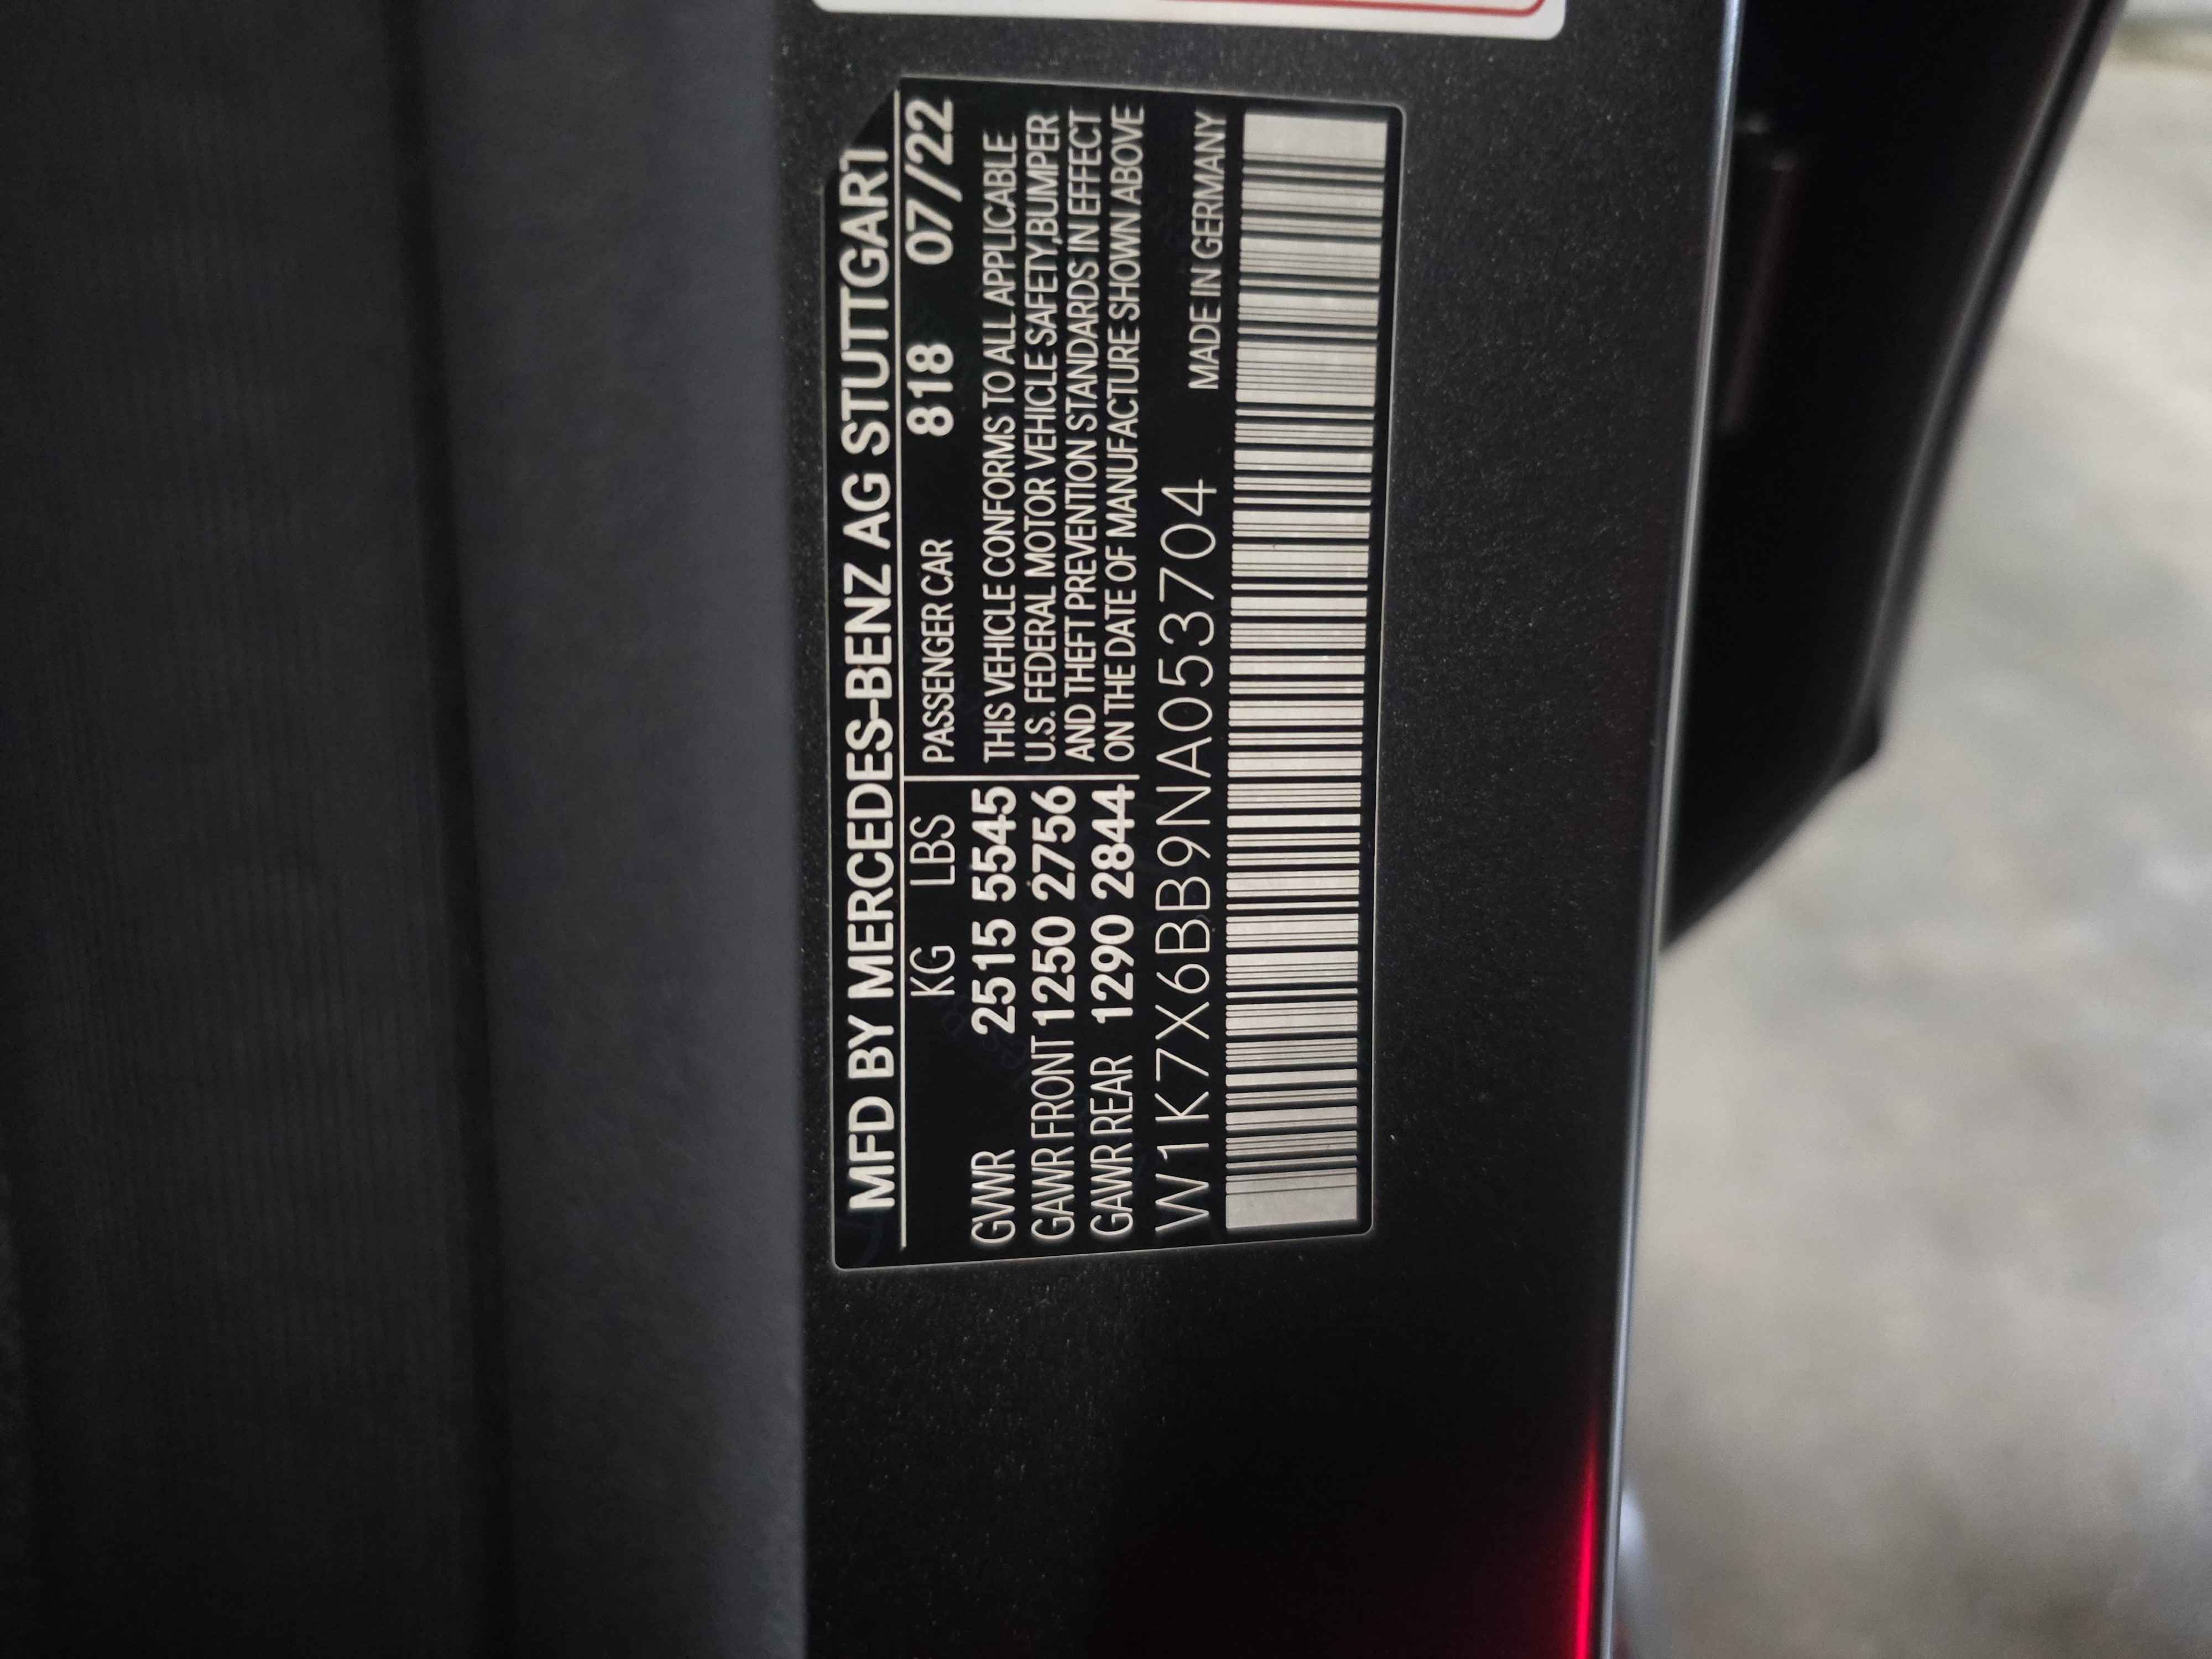 MFD BY MERCEDES-BENZ AG STUTTGART
KG LBS PASSENGER CAR 818 07/22
GVWR 2515 5545 THIS VEHICLE CONFORMS TO ALL APPLICABLE
U.S. FEDERAL MOTOR VEHICLE SAFETY,BUMPER
GAWR FRONT 1250 2756 AND THEFT PREVENTION STANDARDS IN EFFECT
GAWR REAR 1290 2844 ON THE DATE OF MANUFACTURE SHOWN ABOVE
W1K7X6BB9NA053704 MADE IN GERMANY